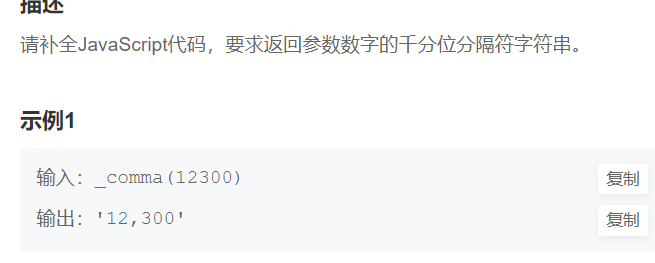 描述
请补全JavaScript代码，要求返回参数数字的千分位分隔符字符串。
示例1
输入：_comma(12300)
复制
输出：'12,300'
复制